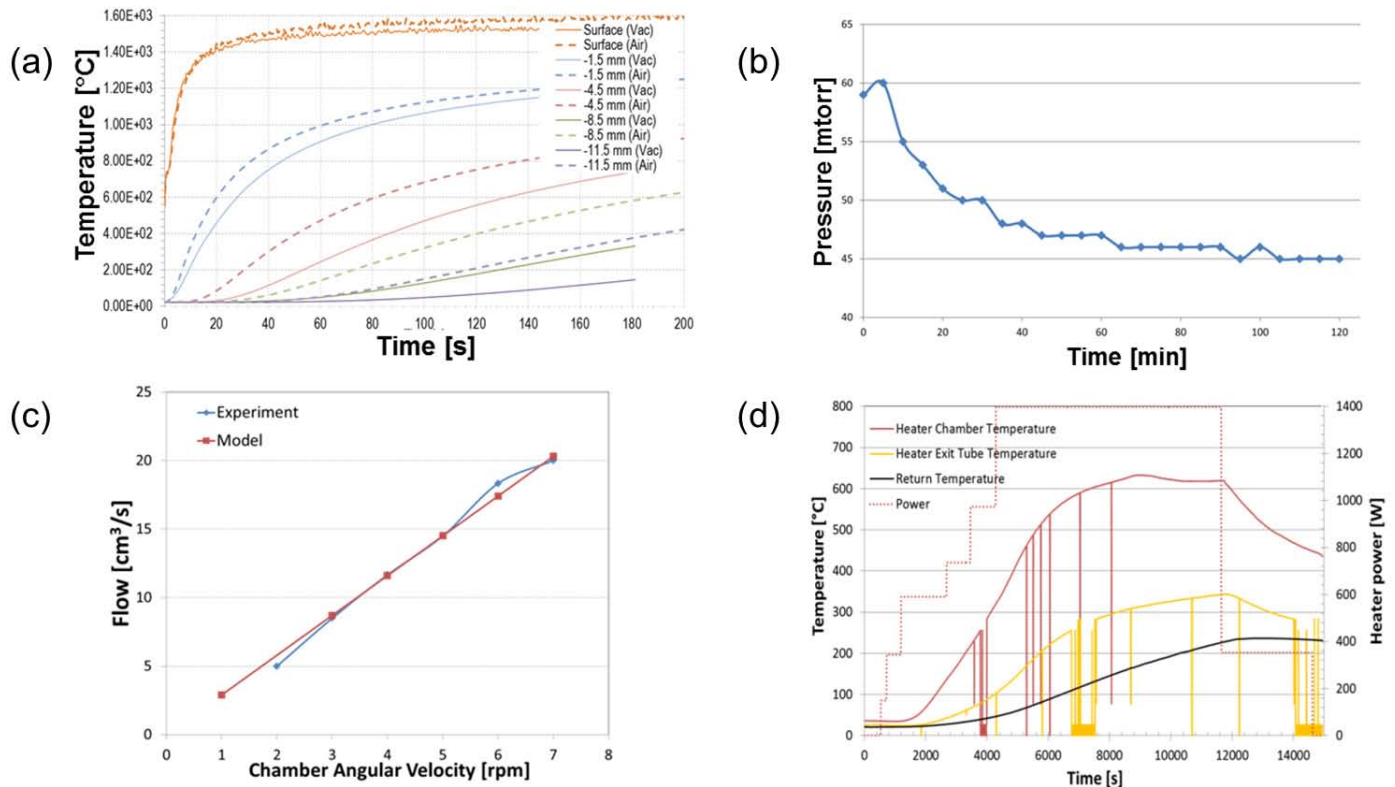 (a)
Temperature [°C]
1.60E+03
1.40E+03
1.20E+03
1.00E+03
8.00E+02
6.00E+02
4.00E+02
2.00E+02
0.00E+00
0 20 40 60 80 100 120 140 160 180 200
Time [s]
Surface (Vac)
Surface (Air)
-1.5 mm (Vac)
-1.5 mm (Air)
-4.5 mm (Vac)
-4.5 mm (Air)
-8.5 mm (Vac)
-8.5 mm (Air)
-11.5 mm (Vac)
-11.5 mm (Air)
(b)
Pressure [mtorr]
65
60
55
50
45
40
0 20 40 60 80 100 120
Time [min]
(c)
Flow [cm³/s]
25
20
15
10
5
0
0 1 2 3 4 5 6 7 8
Chamber Angular Velocity [rpm]
Experiment
Model
(d)
Temperature [°C]
800
700
600
500
400
300
200
100
0
0 2000 4000 6000 8000 10000 12000 14000
Time [s]
Heater Chamber Temperature
Heater Exit Tube Temperature
Return Temperature
Power
1400
1200
1000
800
600
400
200
0
Heater power [W]